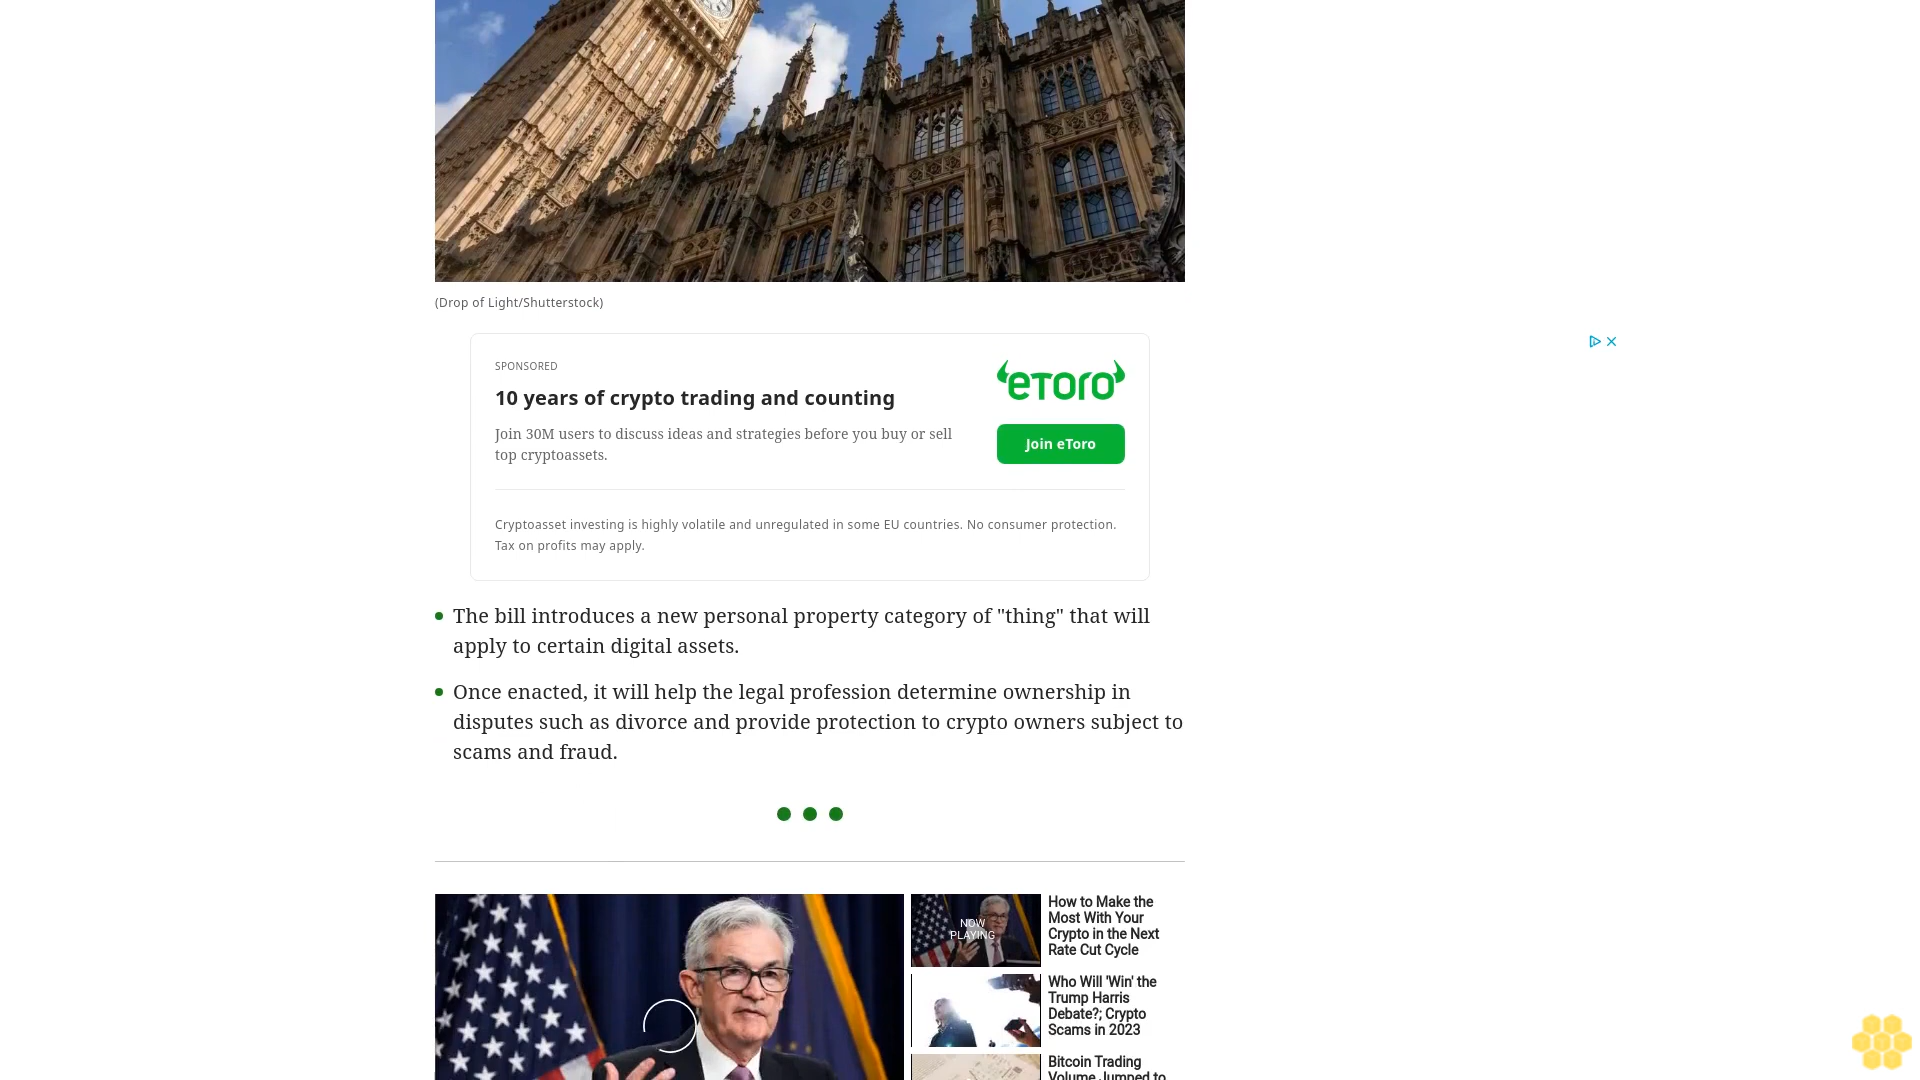 (Drop of Light/Shutterstock)
SPONSORED
10 years of crypto trading and counting
Join 30M users to discuss ideas and strategies before you buy or sell
top cryptoassets.
eToro
Join eToro
Cryptoasset investing is highly volatile and unregulated in some EU countries. No consumer protection.
Tax on profits may apply.
The bill introduces a new personal property category of "thing" that will
apply to certain digital assets.
Once enacted, it will help the legal profession determine ownership in
disputes such as divorce and provide protection to crypto owners subject to
scams and fraud.
NOW
PLAYING
How to Make the
Most With Your
Crypto in the Next
Rate Cut Cycle
Who Will 'Win' the
Trump Harris
Debate?; Crypto
Scams in 2023
Bitcoin Trading
Volume Jumped to